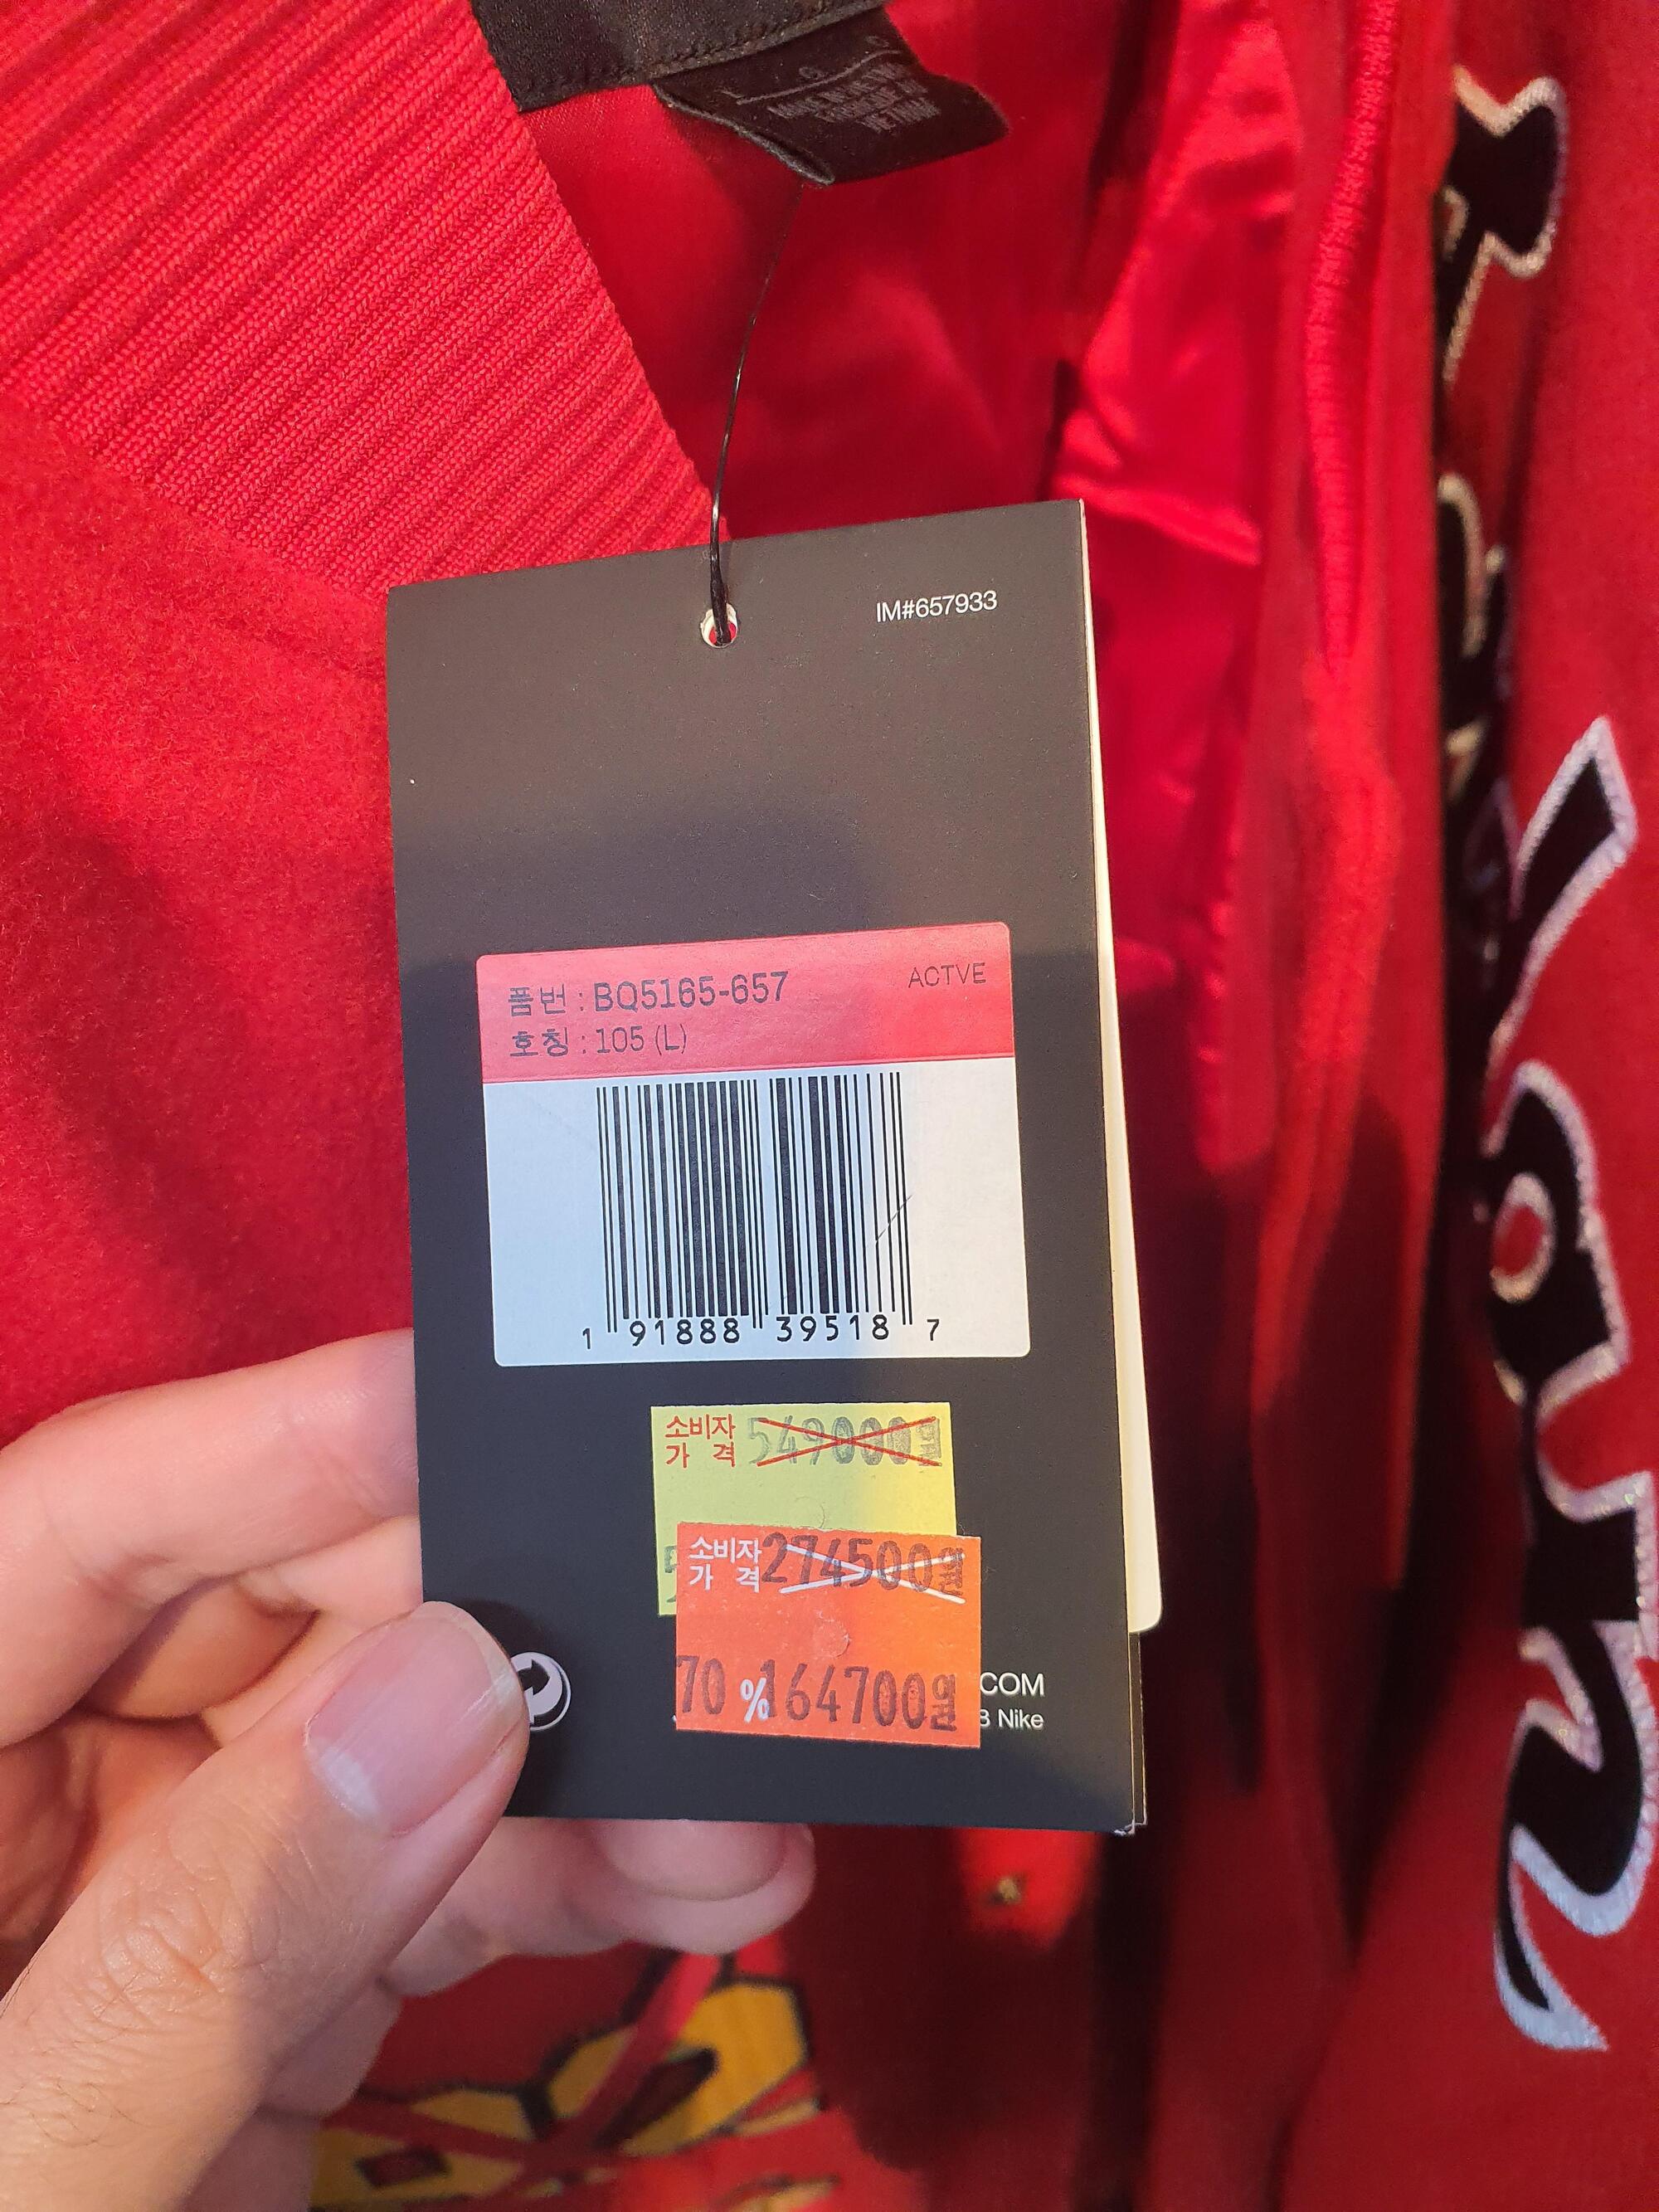 IM#657933
품번 : BQ5165-657
ACTVE
호칭 : 105 (L)
1 91888 39518 7
소비자
가 격 549000원
소비자
가 격 274500원
70 % 164700원
COM
Nike